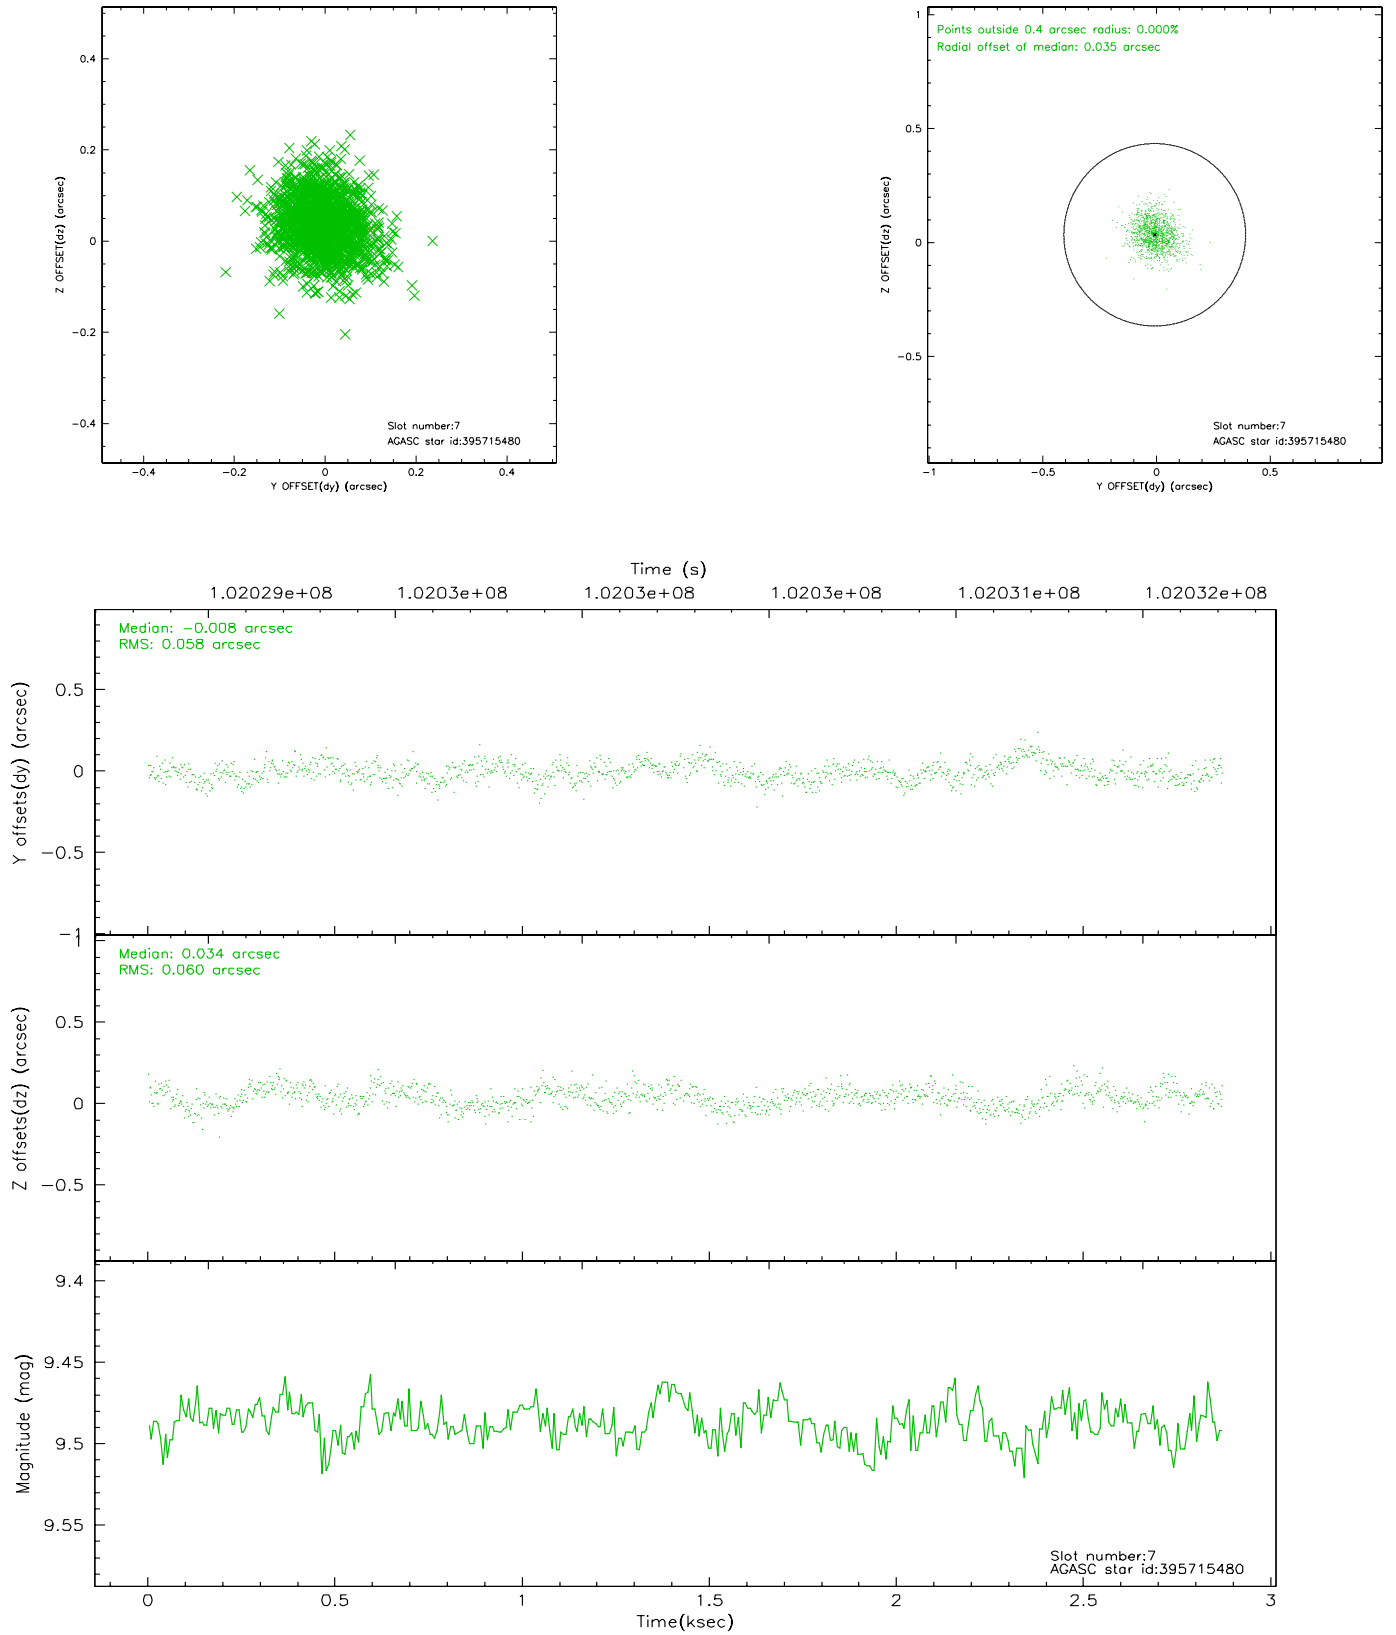 0.4
0.2
0
-0.2
-0.4
Z OFFSET(dz) (arcsec)
Slot number:7
AGASC star id:395715480
-0.4 -0.2 0 0.2 0.4
Y OFFSET(dy) (arcsec)
Points outside 0.4 arcsec radius: 0.000%
Radial offset of median: 0.035 arcsec
1
0.5
0
-0.5
Z OFFSET(dz) (arcsec)
Slot number:7
AGASC star id:395715480
-1 -0.5 0 0.5
Y OFFSET(dy) (arcsec)
Time (s)
1.02029e+08 1.0203e+08 1.0203e+08 1.0203e+08 1.02031e+08 1.02032e+08
Median: -0.008 arcsec
RMS: 0.058 arcsec
0.5
0
-0.5
-1
Y offsets(dy) (arcsec)
1
Median: 0.034 arcsec
RMS: 0.060 arcsec
0.5
0
-0.5
Z offsets(dz) (arcsec)
9.4
9.45
9.5
9.55
Magnitude (mag)
Slot number:7
AGASC star id:395715480
0 0.5 1 1.5 2 2.5 3
Time(ksec)